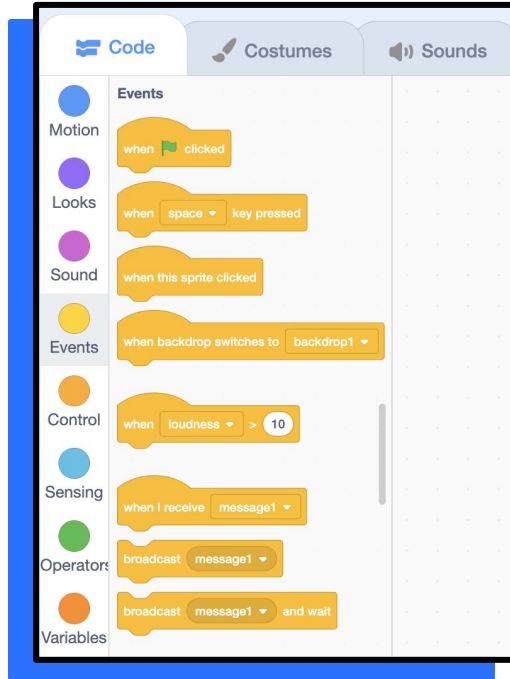 Code Costumes Sounds
Motion
Looks
Sound
Events
Control
Sensing
Operators
Variables
Events
when clicked
when space key pressed
when this sprite clicked
when backdrop switches to backdrop1
when loudness > 10
when I receive message1
broadcast message1
broadcast message1 and wait